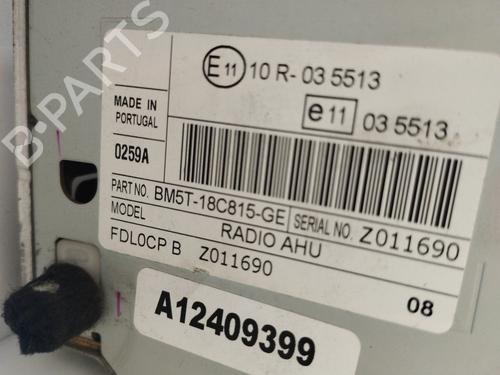 B-PARTS
E11 10 R- 03 5513
e11 03 5513
MADE IN
PORTUGAL
0259A
PART NO. BM5T-18C815-GE SERIAL NO. Z011690
MODEL RADIO AHU
FDL0CP B Z011690
08
A12409399